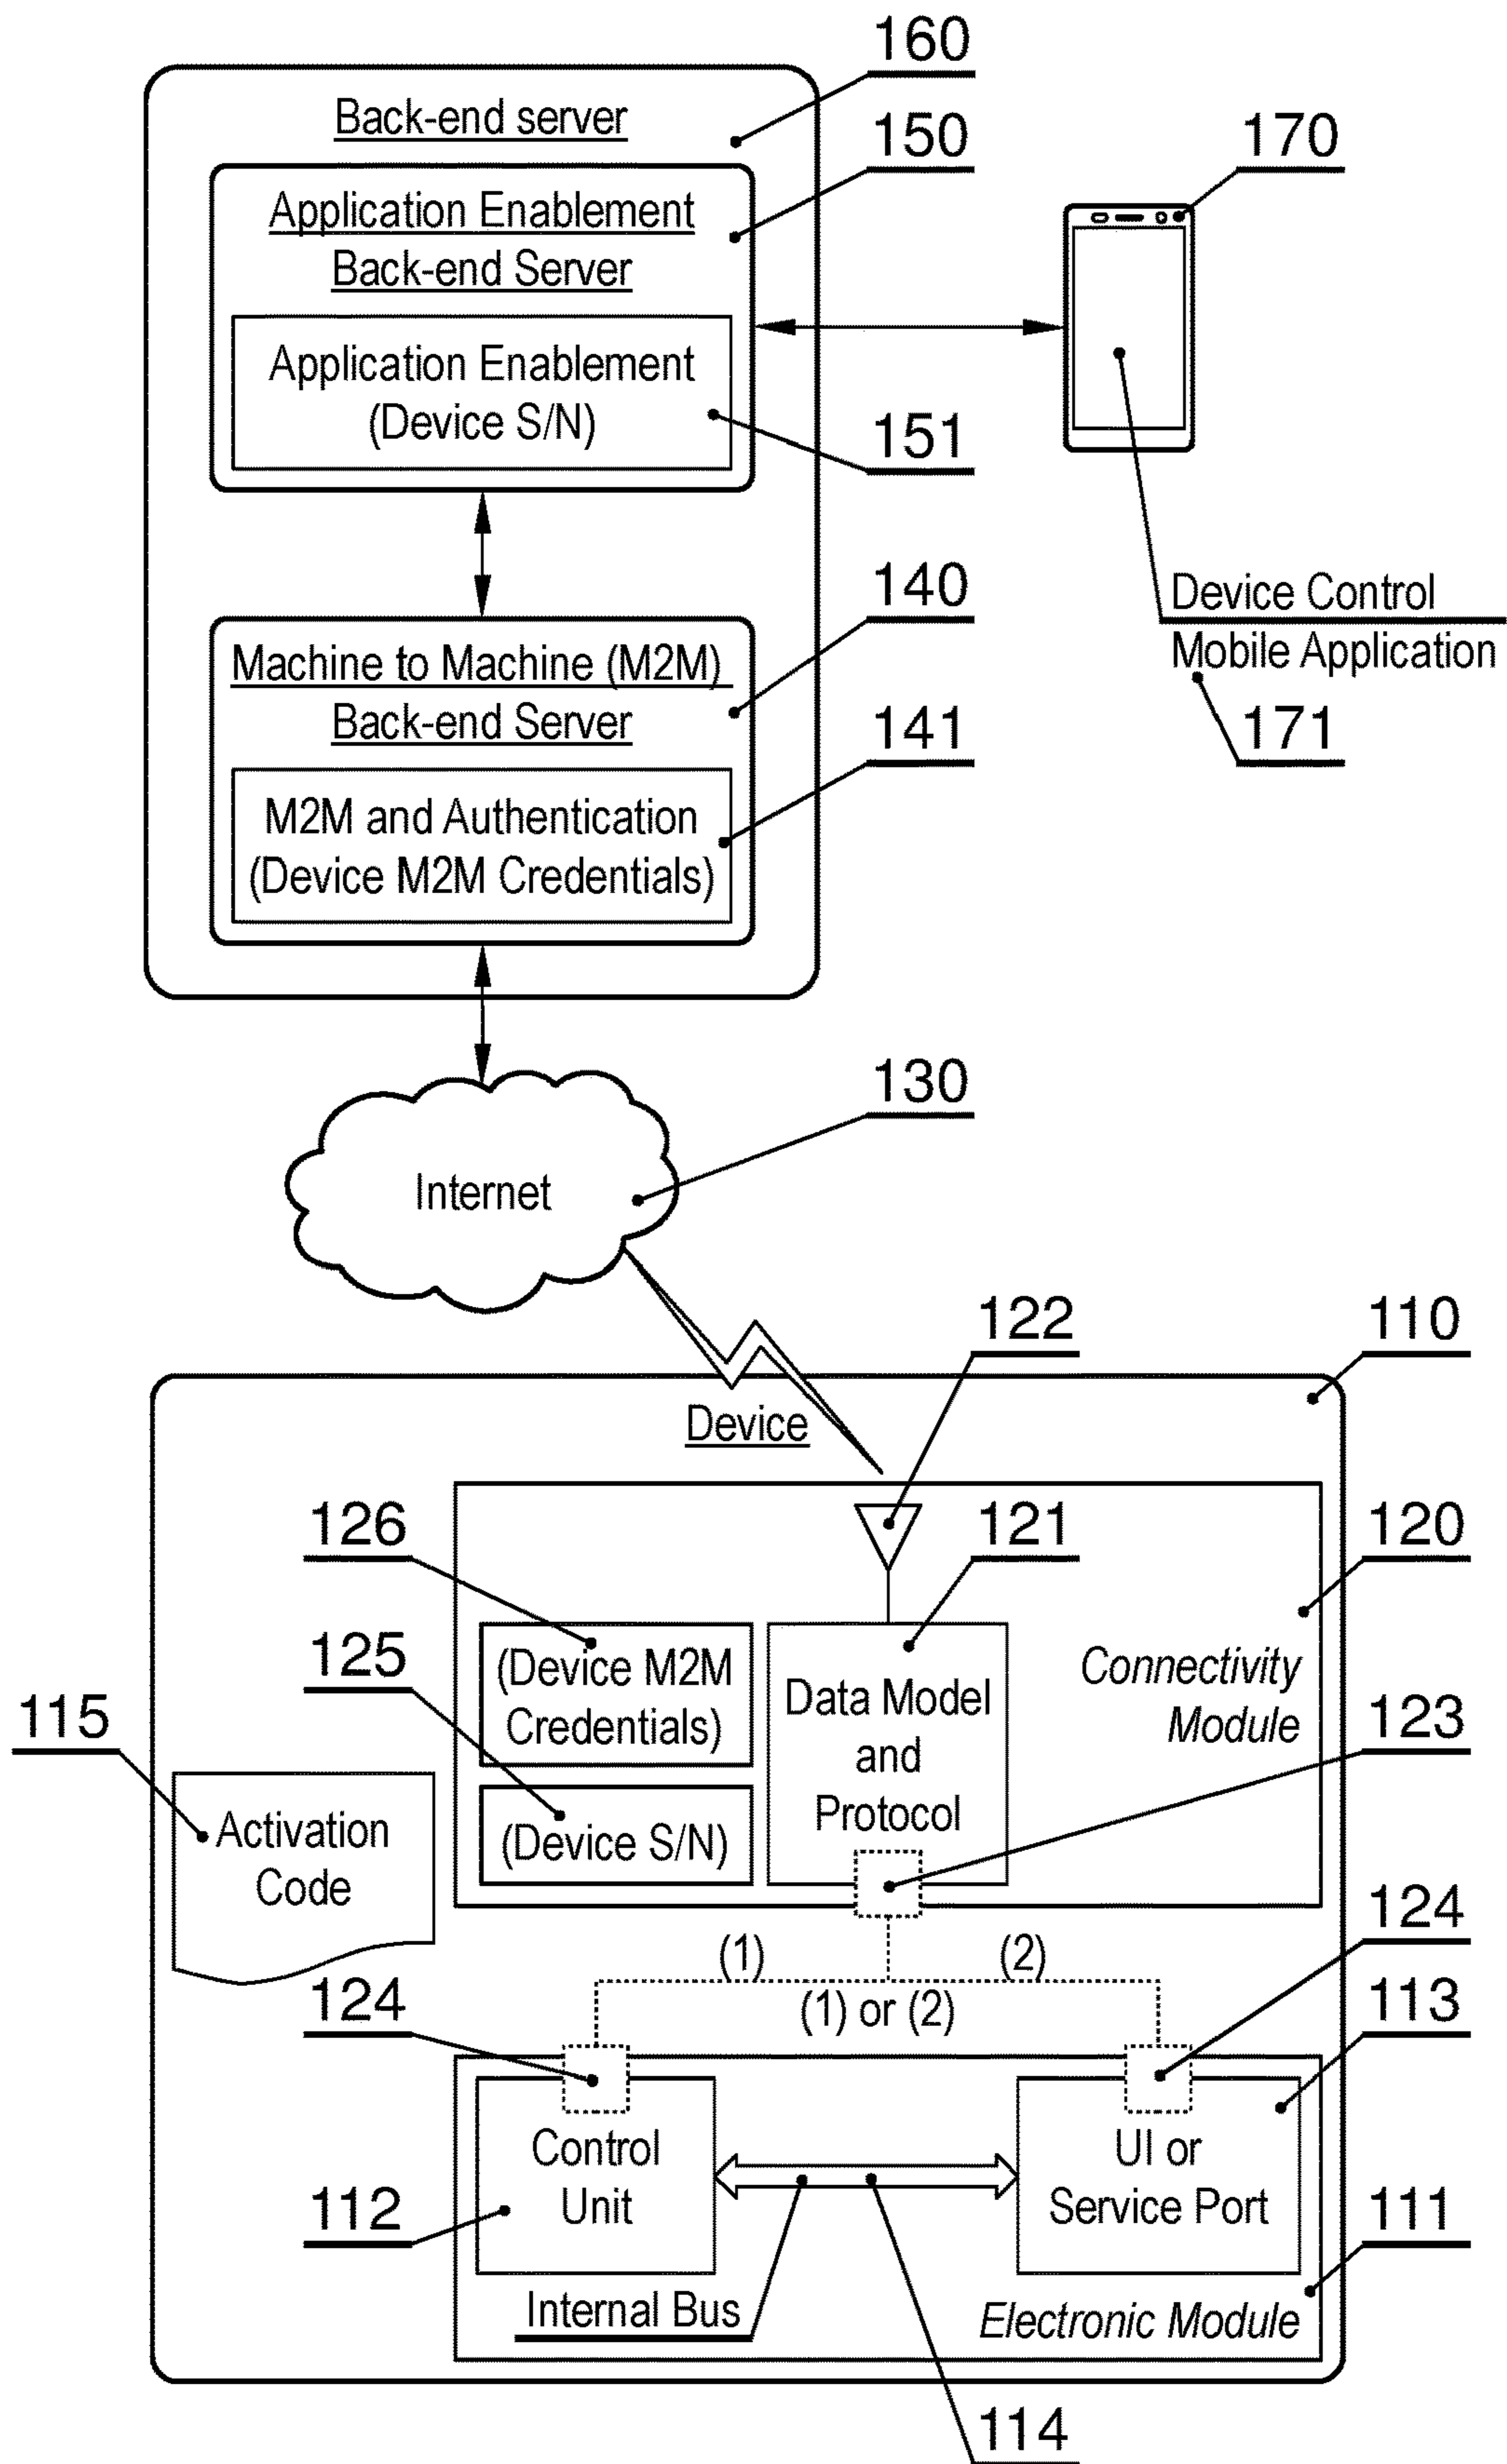 160
Back-end server
150
170
Application Enablement
Back-end Server
Application Enablement
(Device S/N)
151
140
Device Control
Mobile Application
Machine to Machine (M2M)
Back-end Server
141
171
M2M and Authentication
(Device M2M Credentials)
130
Internet
122
110
Device
126
121
120
125
(Device M2M
Credentials)
Data Model
and
Protocol
Connectivity
Module
115
123
(Device S/N)
Activation
Code
124
(1)
(2)
124
(1) or (2)
113
Control
Unit
UI or
Service Port
112
111
Internal Bus
Electronic Module
114